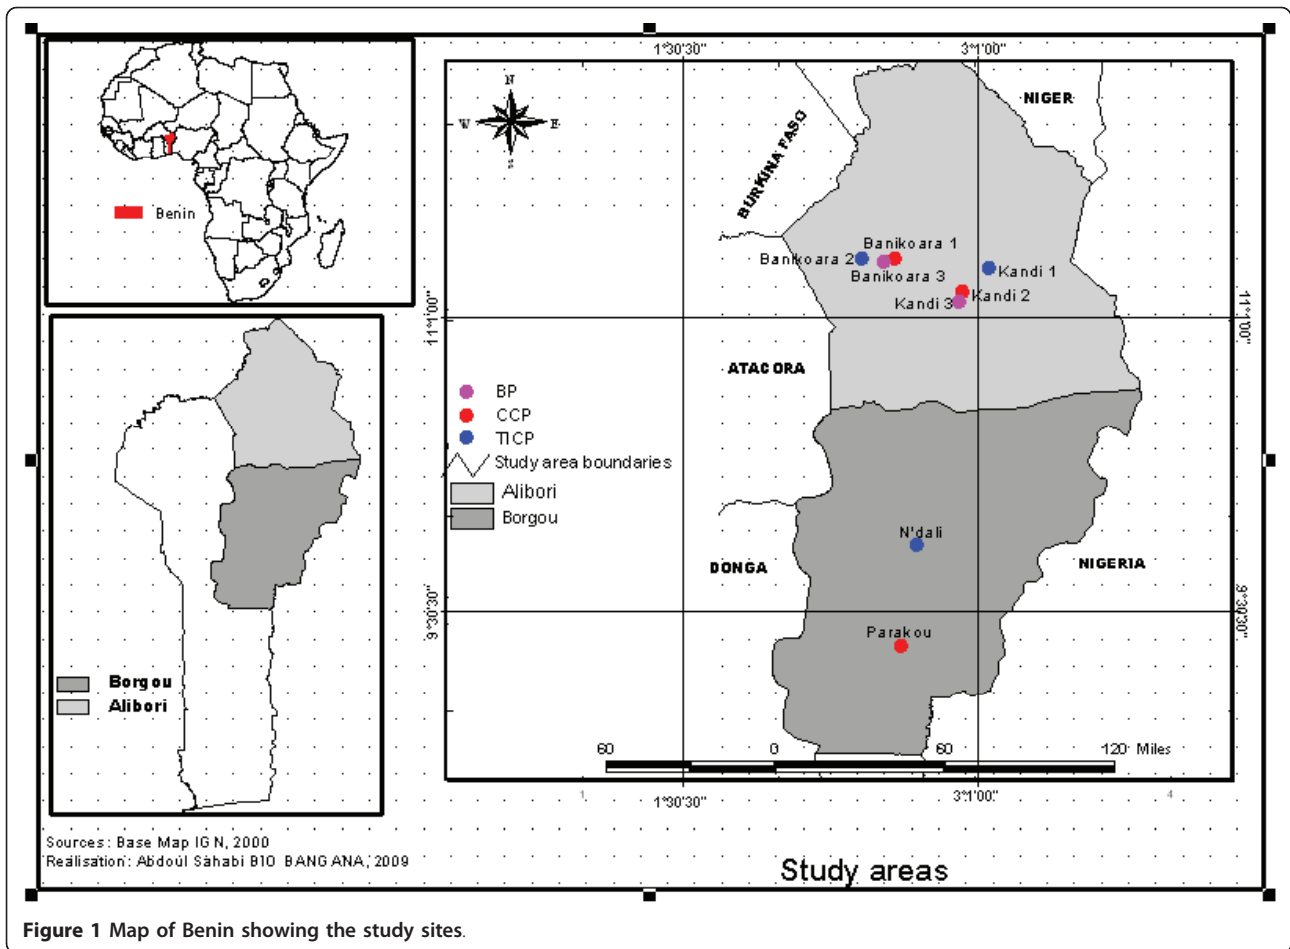 1°30'30"
3°1'00"
N
W
E
S
NIGER
BURKINA FASO
Benin
Banikoara 1
Banikoara 2
Banikoara 3
Kandi 1
Kandi 2
Kandi 3
11°1'00"
11°1'00"
ATACORA
BP
CCP
TICP
Study area boundaries
Alibori
Borgou
N'dali
DONGA
NIGERIA
9°30'30"
9°30'30"
Parakou
Borgou
Alibori
60
0
60
120 Miles
1
4
1°30'30"
3°1'00"
Sources: Base Map IGN, 2000
Réalisation: Abdoul Sahabi BIO BANGANA, 2009
Study areas
Figure 1 Map of Benin showing the study sites.